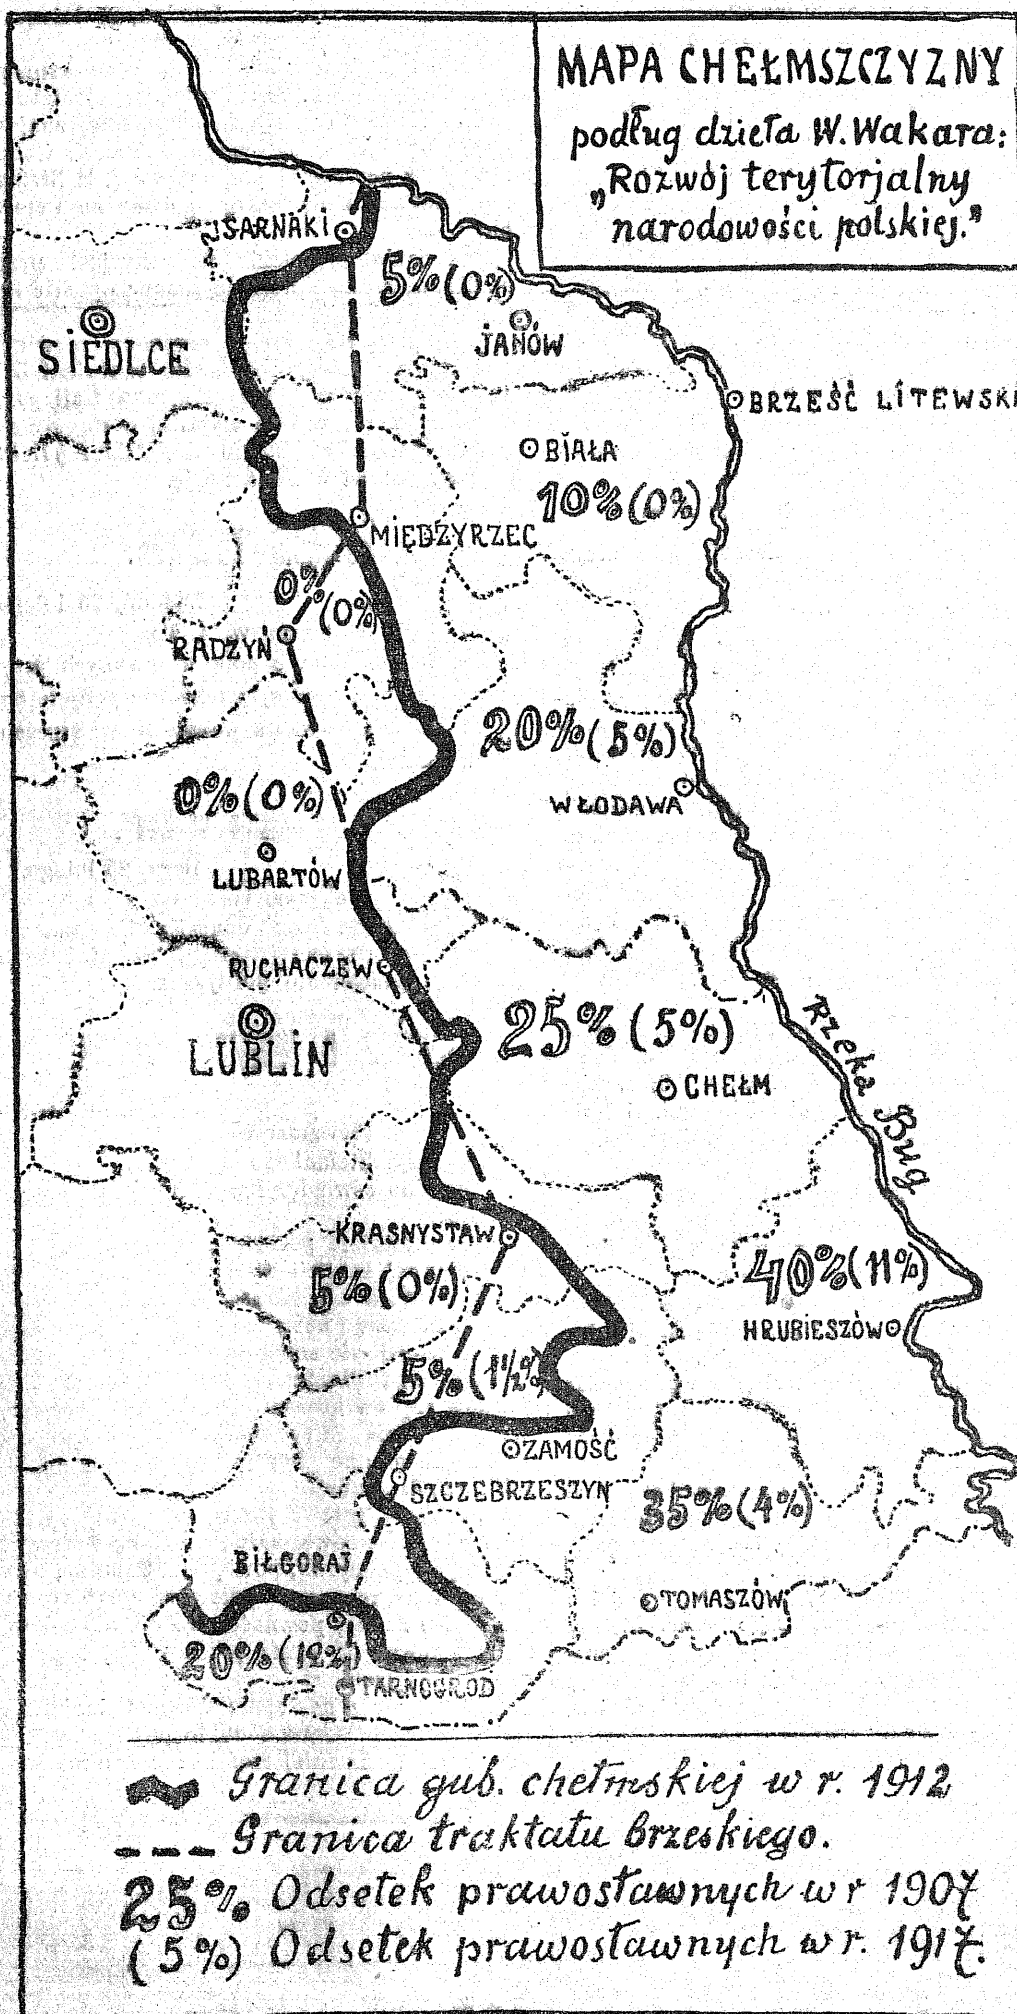 MAPA CHEŁMSZCZYZNY
podług dzieła W. Wakara:
„Rozwój terytorjalny
narodowości polskiej."
SARNAKI
5% (0%)
SIEDLCE
JANÓW
BRZEŚĆ LITEWSKI
BIAŁA
10% (0%)
MIĘDZYRZEC
0% (0%)
RADZYŃ
20% (5%)
0% (0%)
WŁODAWA
LUBARTÓW
RUCHACZEW
25% (5%)
Rzeka Bug
LUBLIN
CHEŁM
KRASNYSTAW
40% (11%)
5% (0%)
HRUBIESZÓW
5% (1½%)
ZAMOŚĆ
SZCZEBRZESZYN
35% (4%)
BIŁGORAJ
TOMASZÓW
20% (12%)
TARNOGROD
Granica gub. chełmskiej w r. 1912
Granica traktatu brzeskiego.
25% Odsetek prawosławnych w r 1907
(5%) Odsetek prawosławnych w r. 1917.